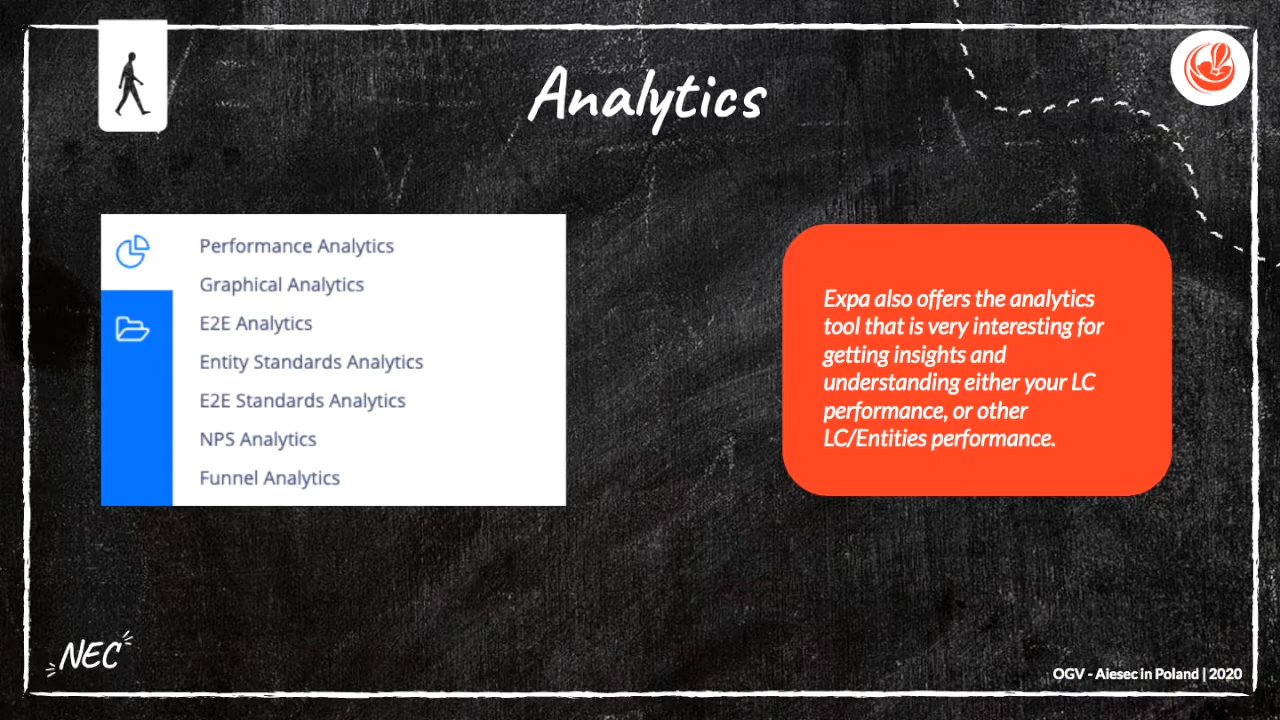 Analytics
Performance Analytics
Graphical Analytics
E2E Analytics
Entity Standards Analytics
E2E Standards Analytics
NPS Analytics
Funnel Analytics
Expa also offers the analytics
tool that is very interesting for
getting insights and
understanding either your LC
performance, or other
LC/Entities performance.
NEC
OGV - Aiesec in Poland | 2020